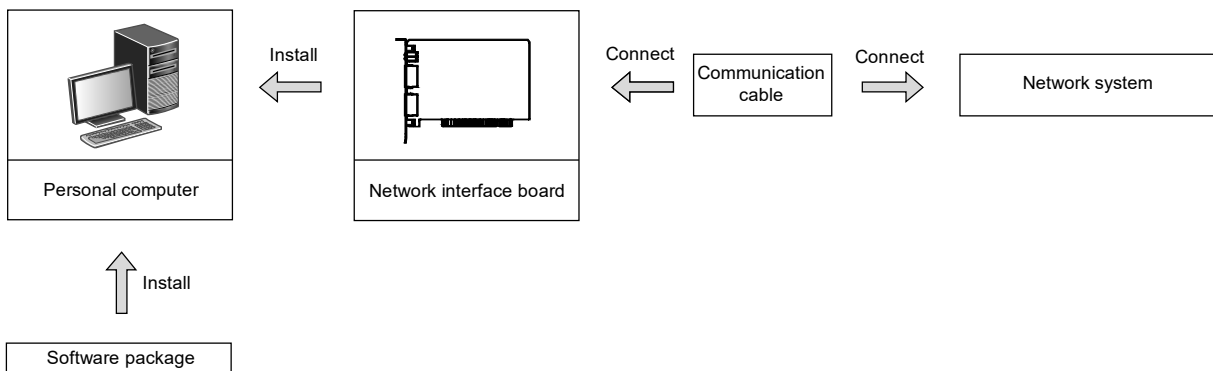 Install
Connect
Connect
Communication
cable
Network system
Personal computer
Network interface board
Install
Software package